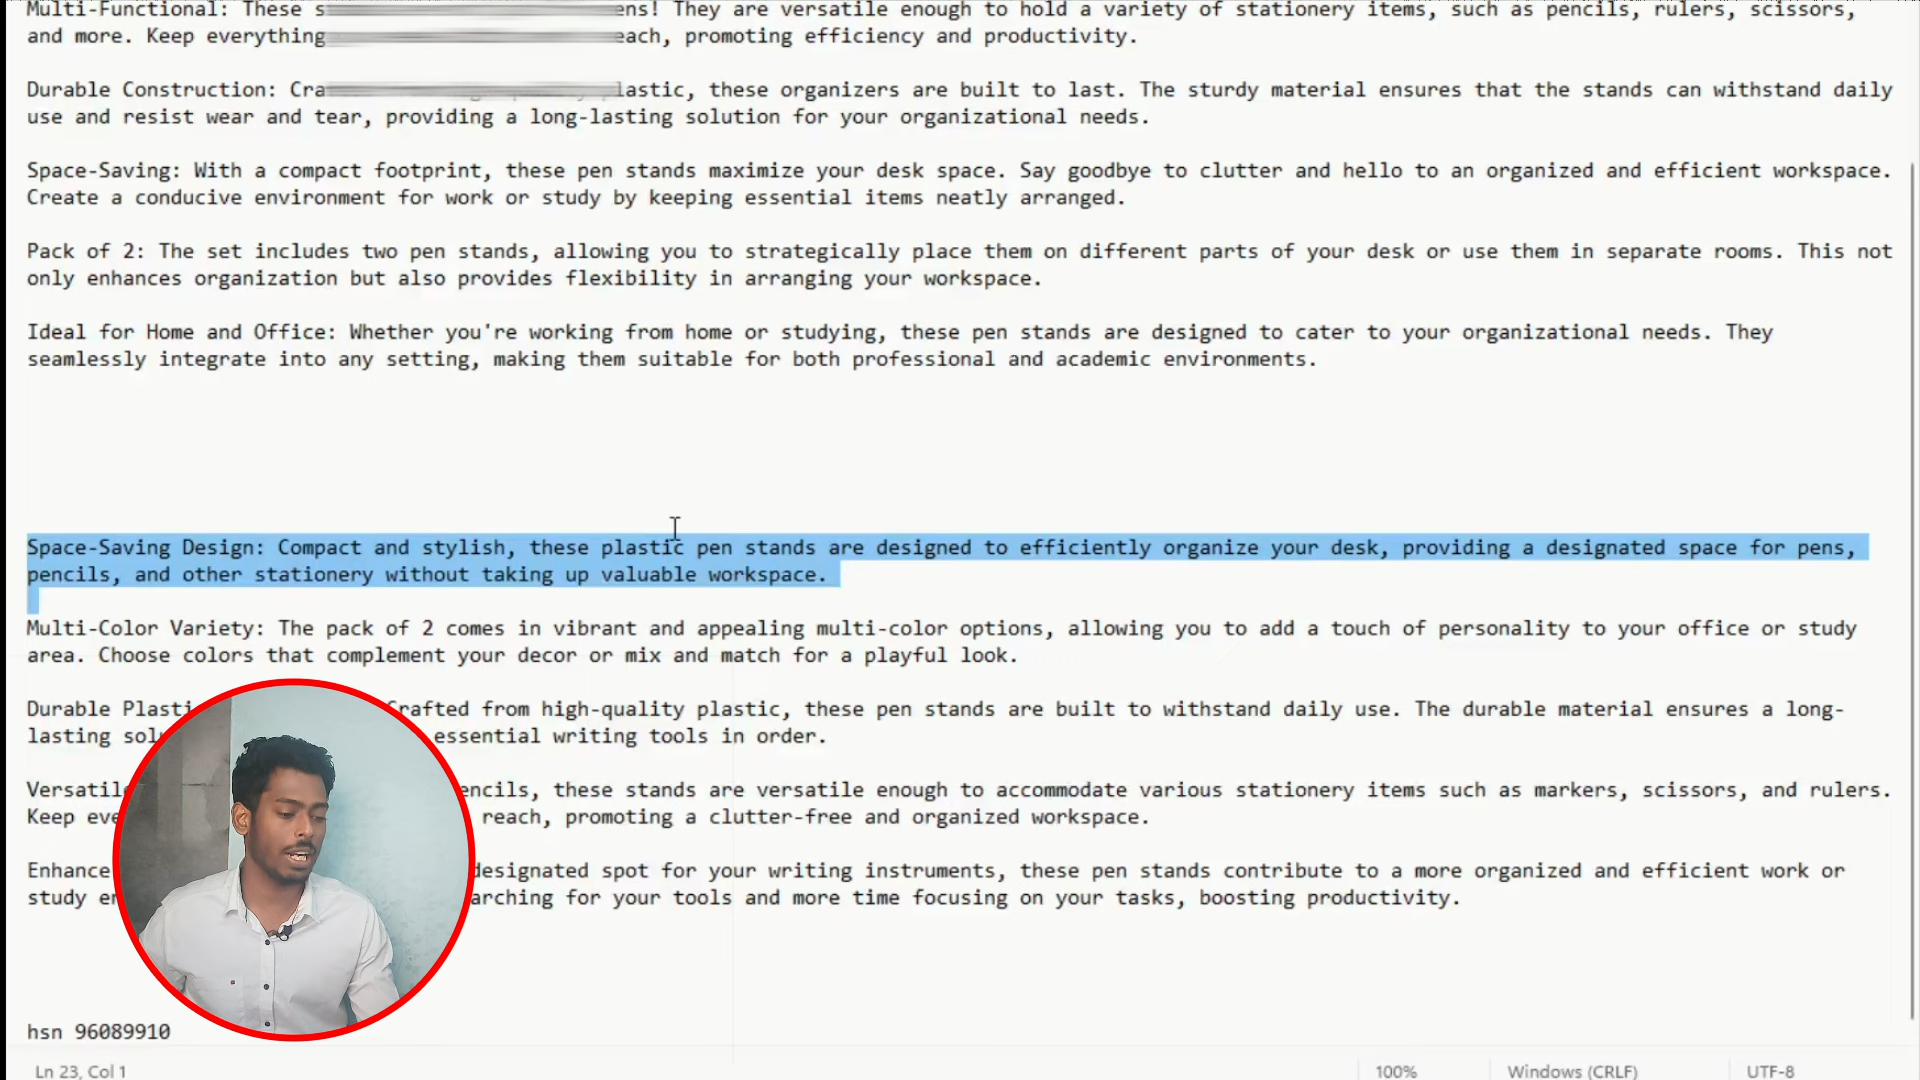 Multi-Functional: These s ens! They are versatile enough to hold a variety of stationery items, such as pencils, rulers, scissors,
and more. Keep everything each, promoting efficiency and productivity.
Durable Construction: Cra lastic, these organizers are built to last. The sturdy material ensures that the stands can withstand daily
use and resist wear and tear, providing a long-lasting solution for your organizational needs.
Space-Saving: With a compact footprint, these pen stands maximize your desk space. Say goodbye to clutter and hello to an organized and efficient workspace.
Create a conducive environment for work or study by keeping essential items neatly arranged.
Pack of 2: The set includes two pen stands, allowing you to strategically place them on different parts of your desk or use them in separate rooms. This not
only enhances organization but also provides flexibility in arranging your workspace.
Ideal for Home and Office: Whether you're working from home or studying, these pen stands are designed to cater to your organizational needs. They
seamlessly integrate into any setting, making them suitable for both professional and academic environments.
Space-Saving Design: Compact and stylish, these plastic pen stands are designed to efficiently organize your desk, providing a designated space for pens,
pencils, and other stationery without taking up valuable workspace.
Multi-Color Variety: The pack of 2 comes in vibrant and appealing multi-color options, allowing you to add a touch of personality to your office or study
area. Choose colors that complement your decor or mix and match for a playful look.
Durable Plasti Crafted from high-quality plastic, these pen stands are built to withstand daily use. The durable material ensures a long-
lasting sol essential writing tools in order.
Versatile encils, these stands are versatile enough to accommodate various stationery items such as markers, scissors, and rulers.
Keep eve reach, promoting a clutter-free and organized workspace.
Enhance designated spot for your writing instruments, these pen stands contribute to a more organized and efficient work or
study en arching for your tools and more time focusing on your tasks, boosting productivity.
hsn 96089910
Ln 23, Col 1 100% Windows (CRLF) UTF-8